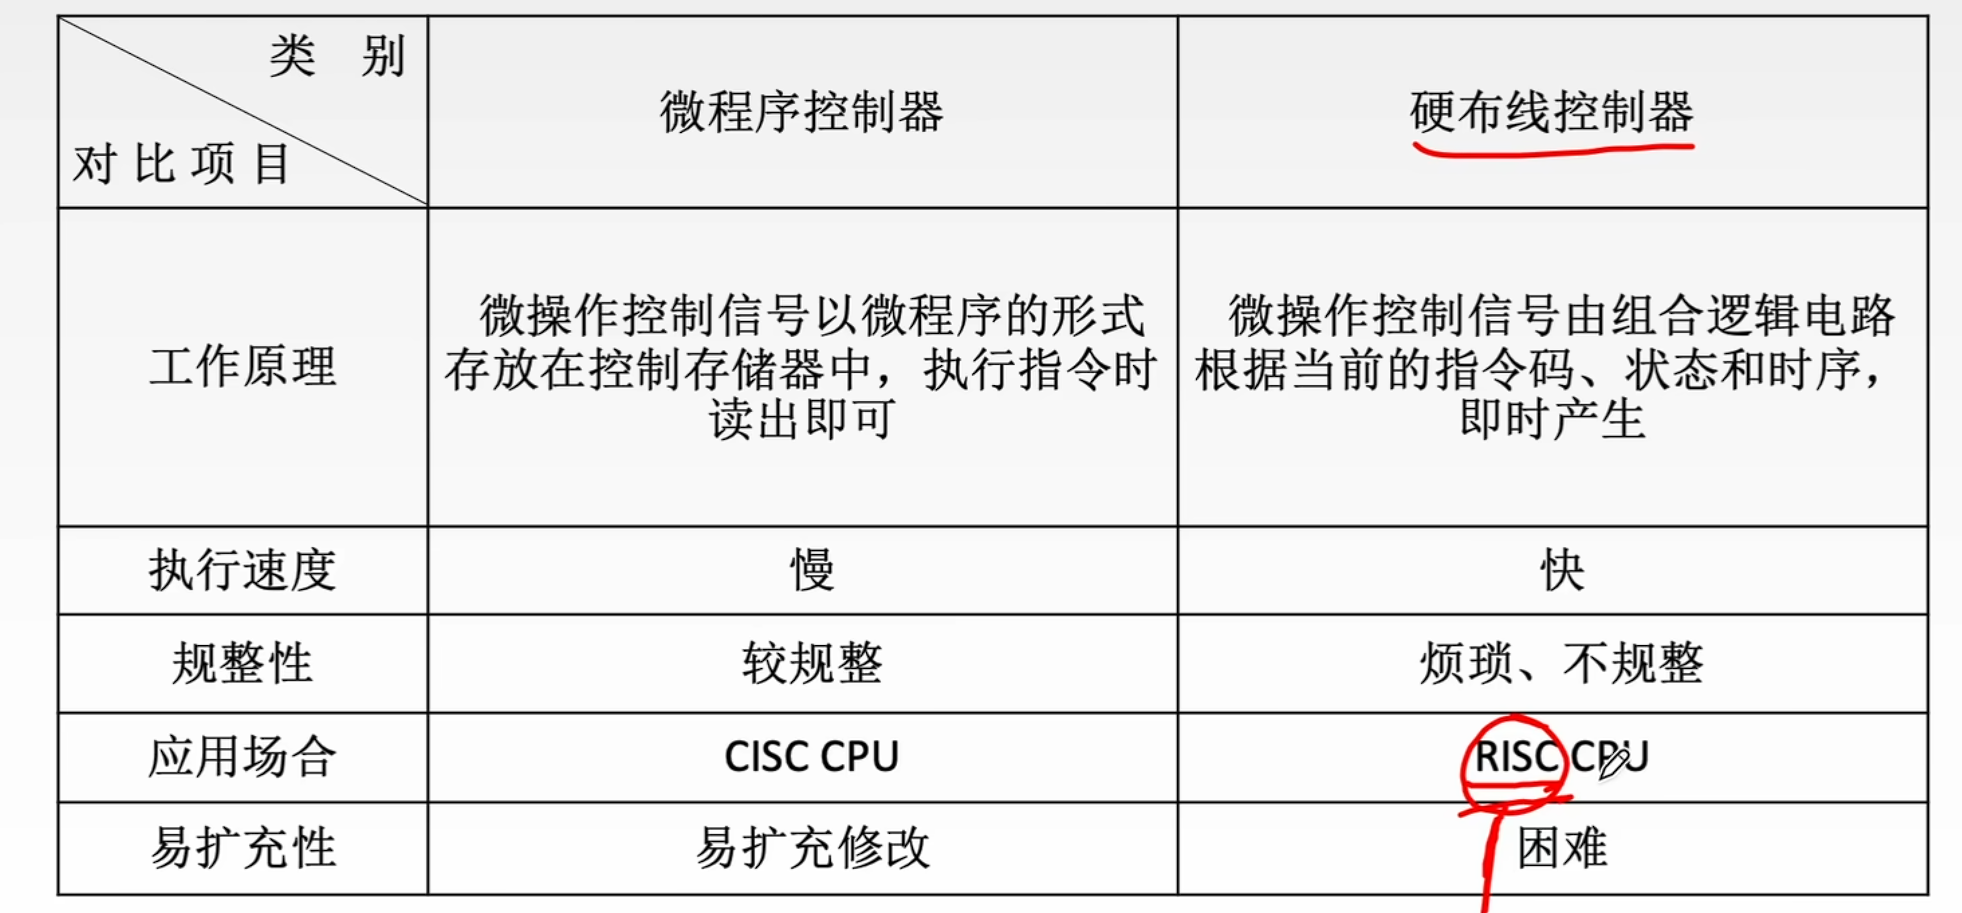 类 别
对比项目
微程序控制器
硬布线控制器
工作原理
微操作控制信号以微程序的形式
存放在控制存储器中，执行指令时
读出即可
微操作控制信号由组合逻辑电路
根据当前的指令码、状态和时序，
即时产生
执行速度
慢
快
规整性
较规整
烦琐、不规整
应用场合
CISC CPU
RISC CPU
易扩充性
易扩充修改
困难